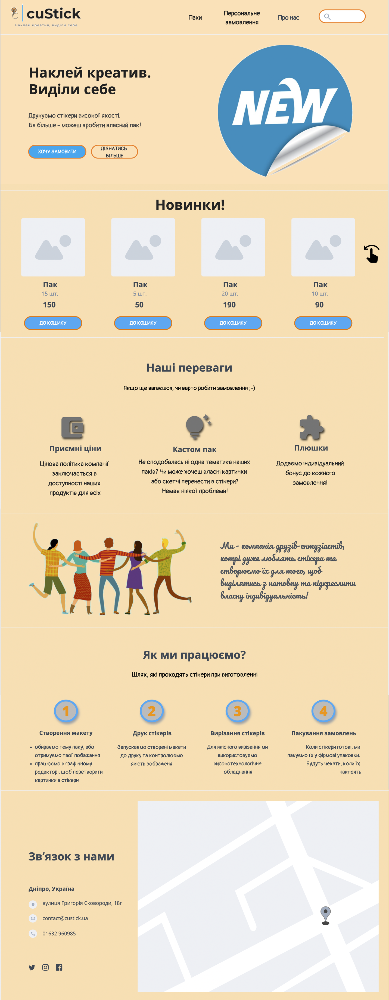 cuStick
Наклей креатив, виділи себе
Паки
Персональне
замовлення
Про нас
Наклей креатив.
Виділи себе
Друкуємо стікери високої якості.
Ба більше - можеш зробити власний пак!
ХОЧУ ЗАМОВИТИ
ДІЗНАТИСЬ
БІЛЬШЕ
NEW
Новинки!
Пак
15 шт.
150
ДО КОШИКУ
Пак
5 шт.
50
ДО КОШИКУ
Пак
20 шт.
190
ДО КОШИКУ
Пак
10 шт.
90
ДО КОШИКУ
Наші переваги
Якщо ще вагаєшся, чи варто робити замовлення ;-)
Приємні ціни
Цінова політика компанії
заключається в
доступності наших
продуктів для всіх
Кастом пак
Не сподобалась ні одна тематика наших
паків? Чи може хочеш власні картинки
або скетчі перенести в стікери?
Немає ніякої проблеми!
Плюшки
Додаємо індивідуальний
бонус до кожного
замовлення!
Ми - компанія друзів-ентузіастів,
котрі дуже люблять стікери та
створюємо їх для того, щоб
виділятись з натовпу та підкреслити
власну індивідуальність!
Як ми працюємо?
Шлях, які проходять стікери при виготовленні
1
Створення макету
• обираємо тему паку, або
отримуємо твої побажання
• працюємо в графічному
редакторі, щоб перетворити
картинки в стікери
2
Друк стікерів
Запускаємо створені макети
до друку та контролюємо
якість зображеня
3
Вирізання стікерів
Для якісного вирізання ми
використовуємо
високотехнологічне
обладнання
4
Пакування замовлень
Коли стікери готові, ми
пакуємо їх у фірмові упаковки.
Будуть чекати, коли їх
наклеять
Зв’язок з нами
Дніпро, Україна
вулиця Григорія Сковороди, 18г
contact@custick.ua
01632 960985